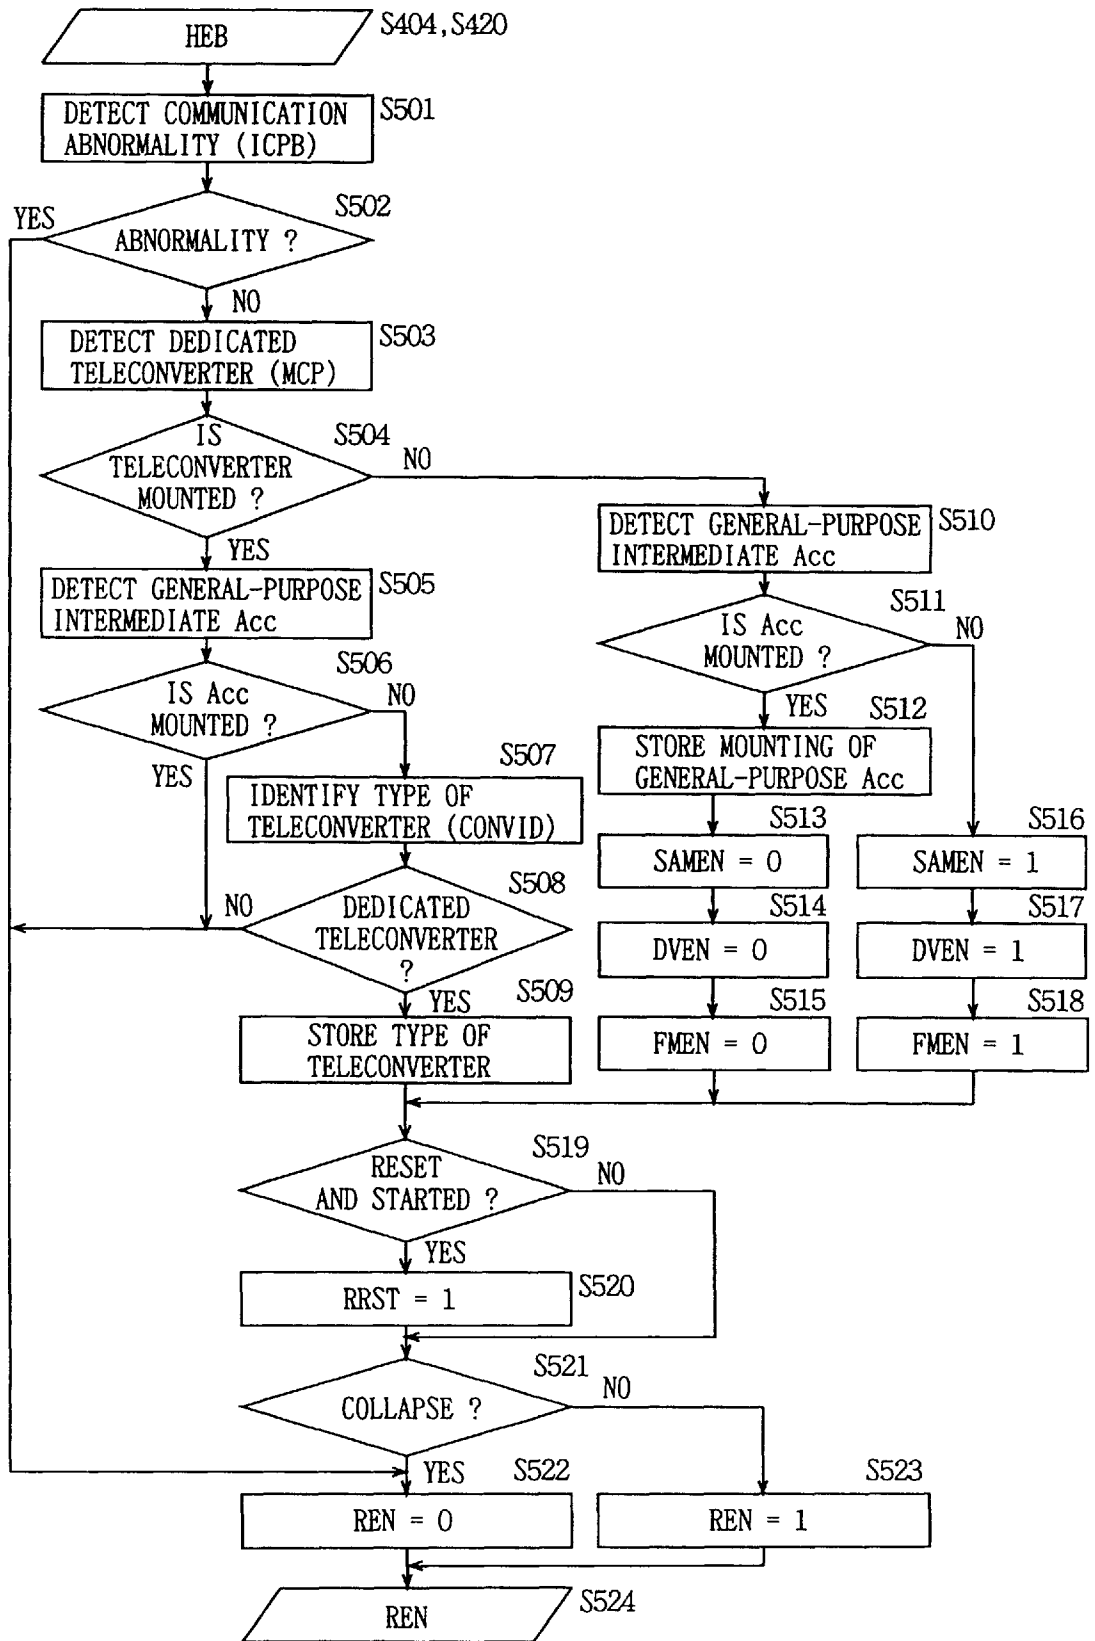 HEB
S404,S420
DETECT COMMUNICATION
ABNORMALITY (ICPB)
S501
ABNORMALITY ?
S502
YES
NO
DETECT DEDICATED
TELECONVERTER (MCP)
S503
IS
TELECONVERTER
MOUNTED ?
S504
NO
YES
DETECT GENERAL-PURPOSE
INTERMEDIATE Acc
S505
IS Acc
MOUNTED ?
S506
NO
YES
IDENTIFY TYPE OF
TELECONVERTER (CONVID)
S507
DEDICATED
TELECONVERTER
?
S508
NO
YES
STORE TYPE OF
TELECONVERTER
S509
DETECT GENERAL-PURPOSE
INTERMEDIATE Acc
S510
IS Acc
MOUNTED ?
S511
NO
YES
STORE MOUNTING OF
GENERAL-PURPOSE Acc
S512
SAMEN = 0
S513
DVEN = 0
S514
FMEN = 0
S515
SAMEN = 1
S516
DVEN = 1
S517
FMEN = 1
S518
RESET
AND STARTED ?
S519
NO
YES
RRST = 1
S520
COLLAPSE ?
S521
NO
YES
REN = 0
S522
REN = 1
S523
REN
S524